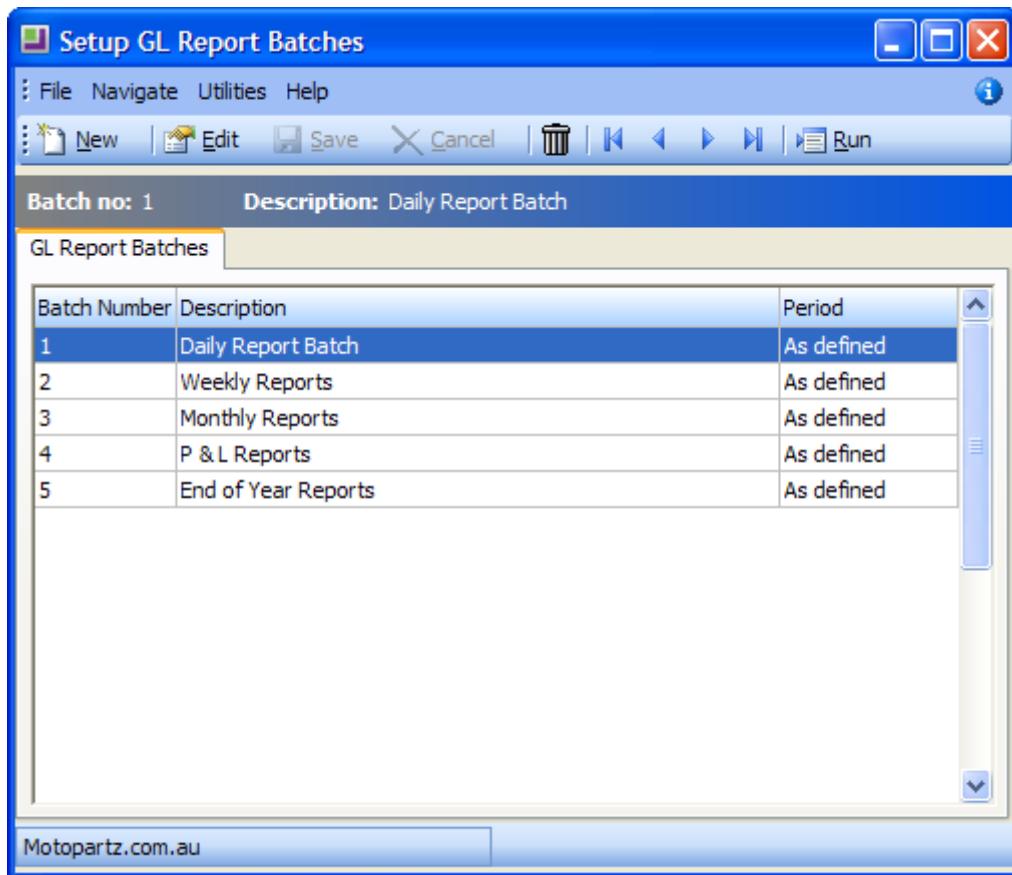 Setup GL Report Batches
File Navigate Utilities Help
New Edit Save Cancel Run
Batch no: 1 Description: Daily Report Batch
GL Report Batches
Batch Number Description Period
1 Daily Report Batch As defined
2 Weekly Reports As defined
3 Monthly Reports As defined
4 P & L Reports As defined
5 End of Year Reports As defined
Motopartz.com.au